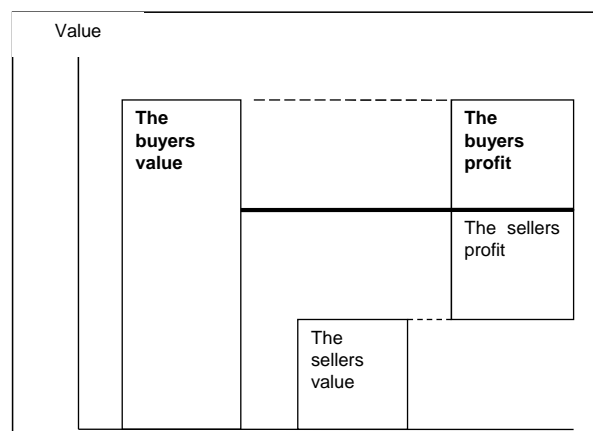 Value
The
buyers
value
The
buyers
profit
The sellers
profit
The
sellers
value